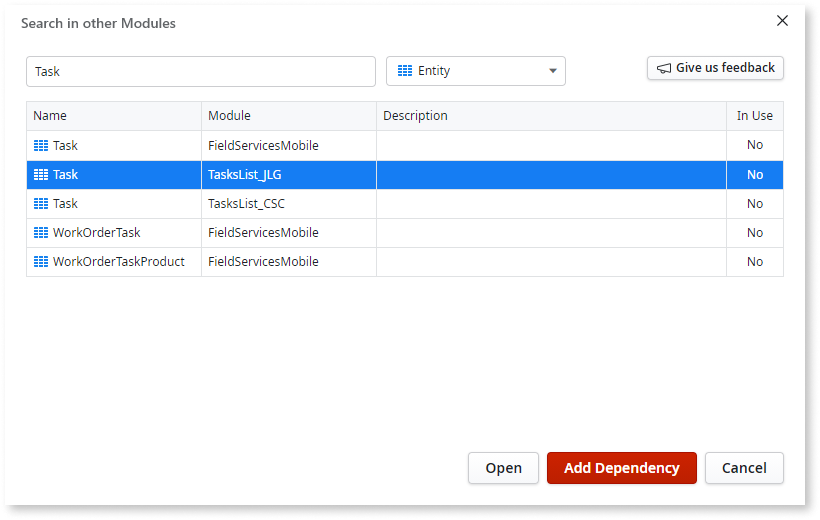 Search in other Modules
Task Entity Give us feedback
Name Module Description In Use
Task FieldServicesMobile No
Task TasksList_JLG No
Task TasksList_CSC No
WorkOrderTask FieldServicesMobile No
WorkOrderTaskProduct FieldServicesMobile No
Open Add Dependency Cancel